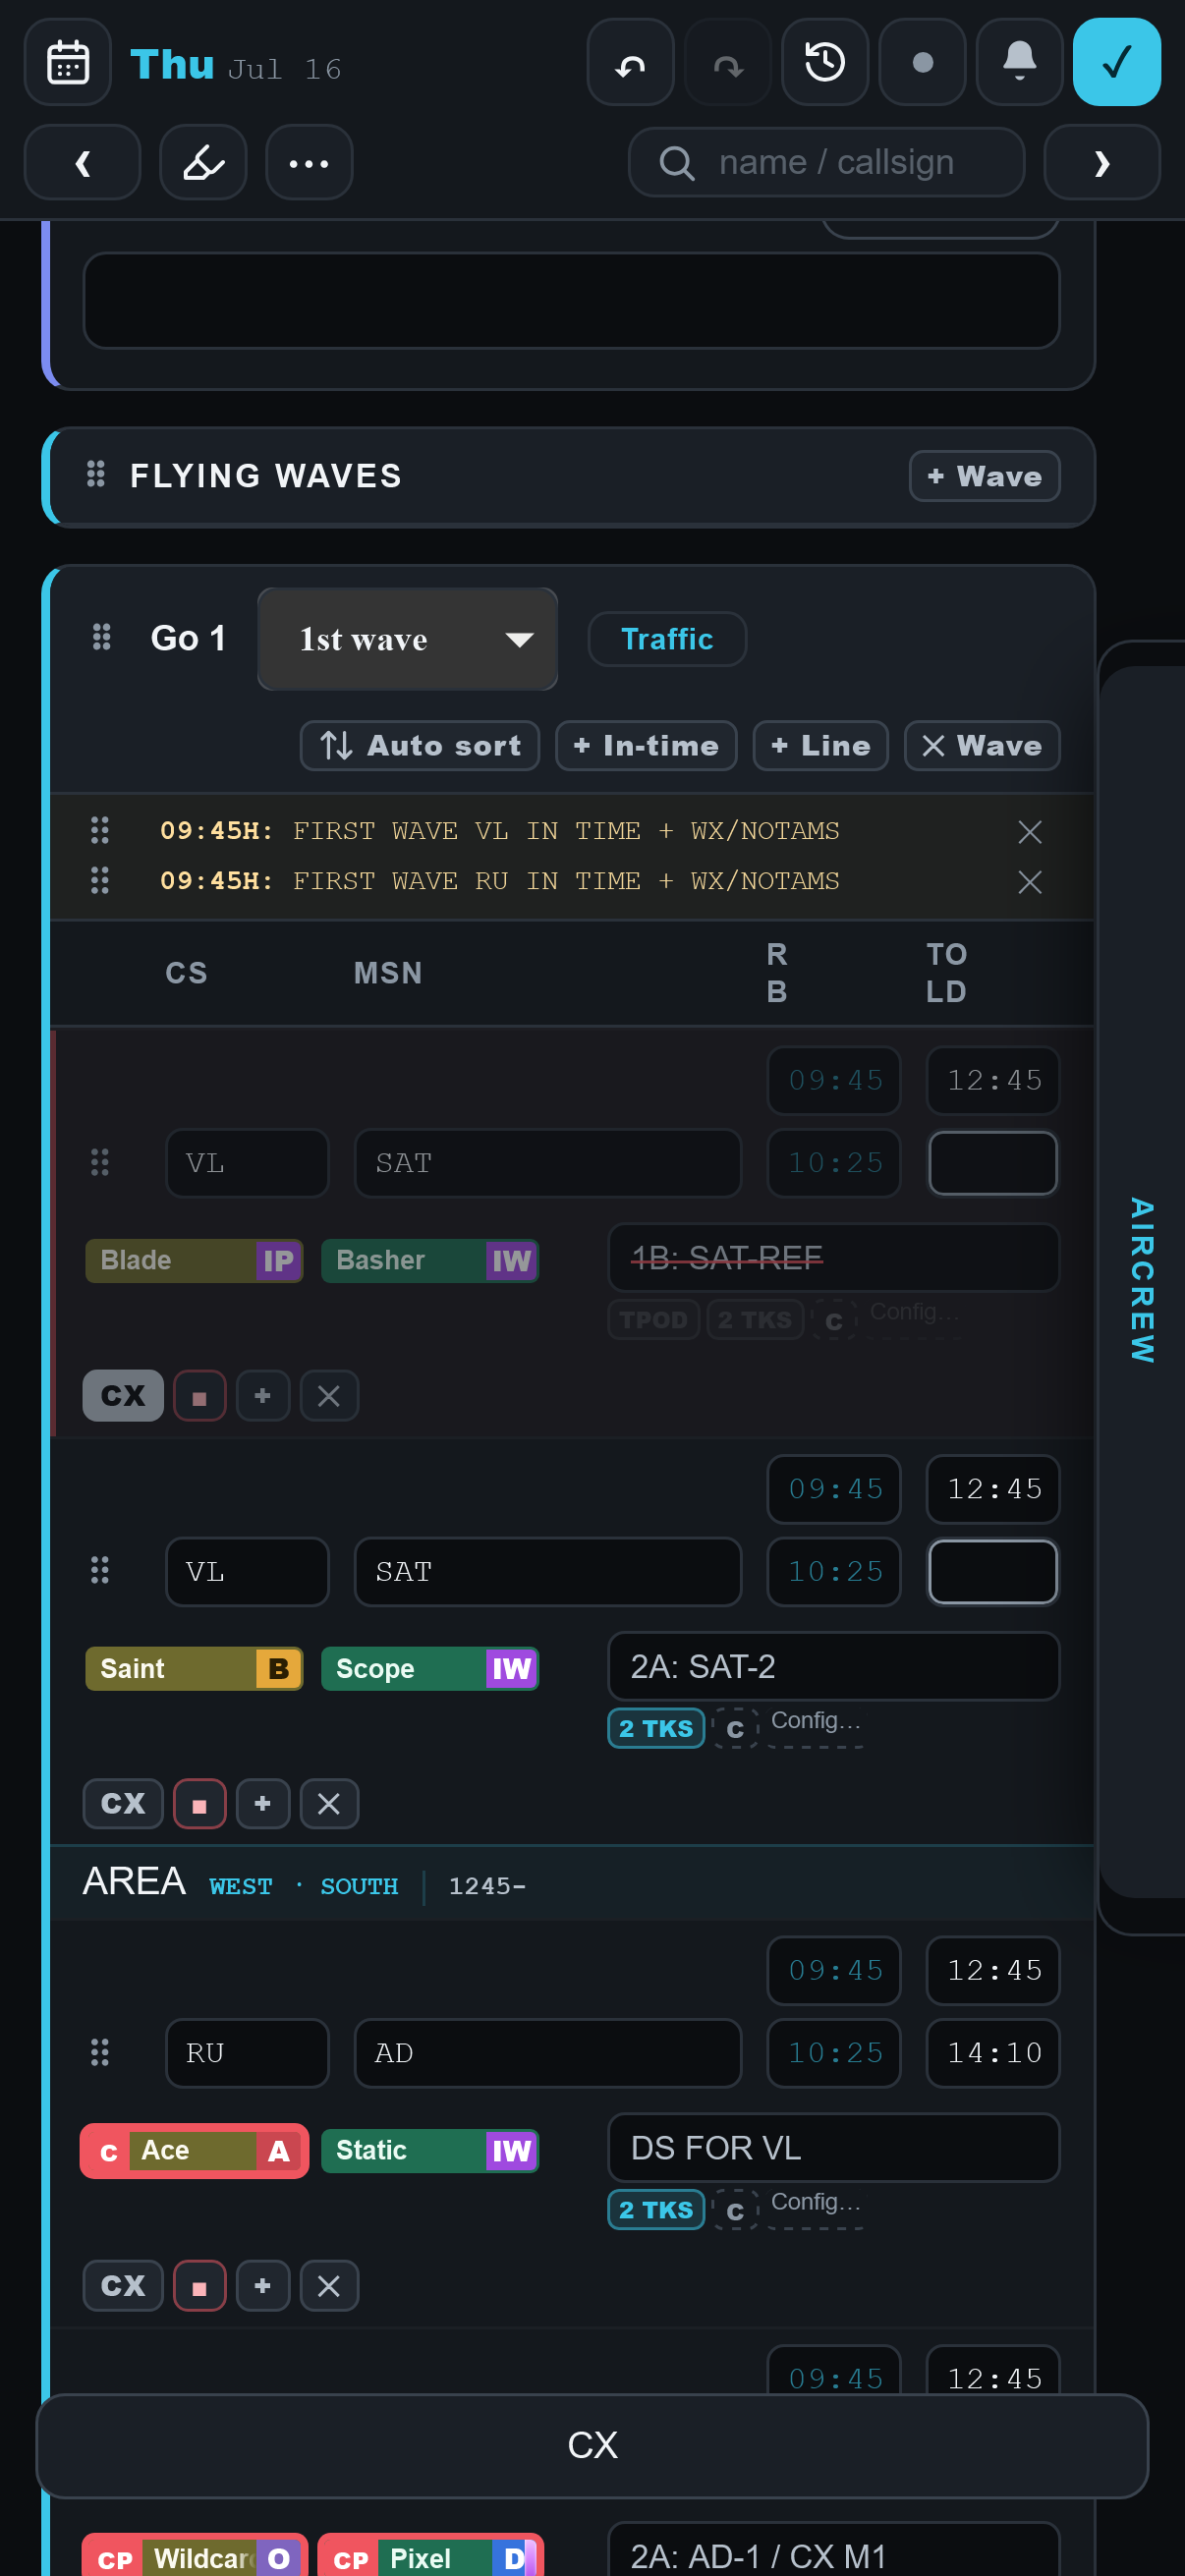 Thu Jul 16
name / callsign
FLYING WAVES
+ Wave
Go 1
1st wave
Traffic
Auto sort
+ In-time
+ Line
× Wave
09:45H: FIRST WAVE VL IN TIME + WX/NOTAMS
09:45H: FIRST WAVE RU IN TIME + WX/NOTAMS
CS MSN R B TO LD
09:45 12:45
VL SAT 10:25
Blade IP Basher IW 1B: SAT-REF
TPOD 2 TKS C Config...
CX + ×
09:45 12:45
VL SAT 10:25
Saint B Scope IW 2A: SAT-2
2 TKS C Config...
CX + ×
AREA WEST · SOUTH 1245-
09:45 12:45
RU AD 10:25 14:10
C Ace A Static IW DS FOR VL
2 TKS C Config...
CX + ×
09:45 12:45
CX
CP Wildcar O CP Pixel D 2A: AD-1 / CX M1
AIRCREW